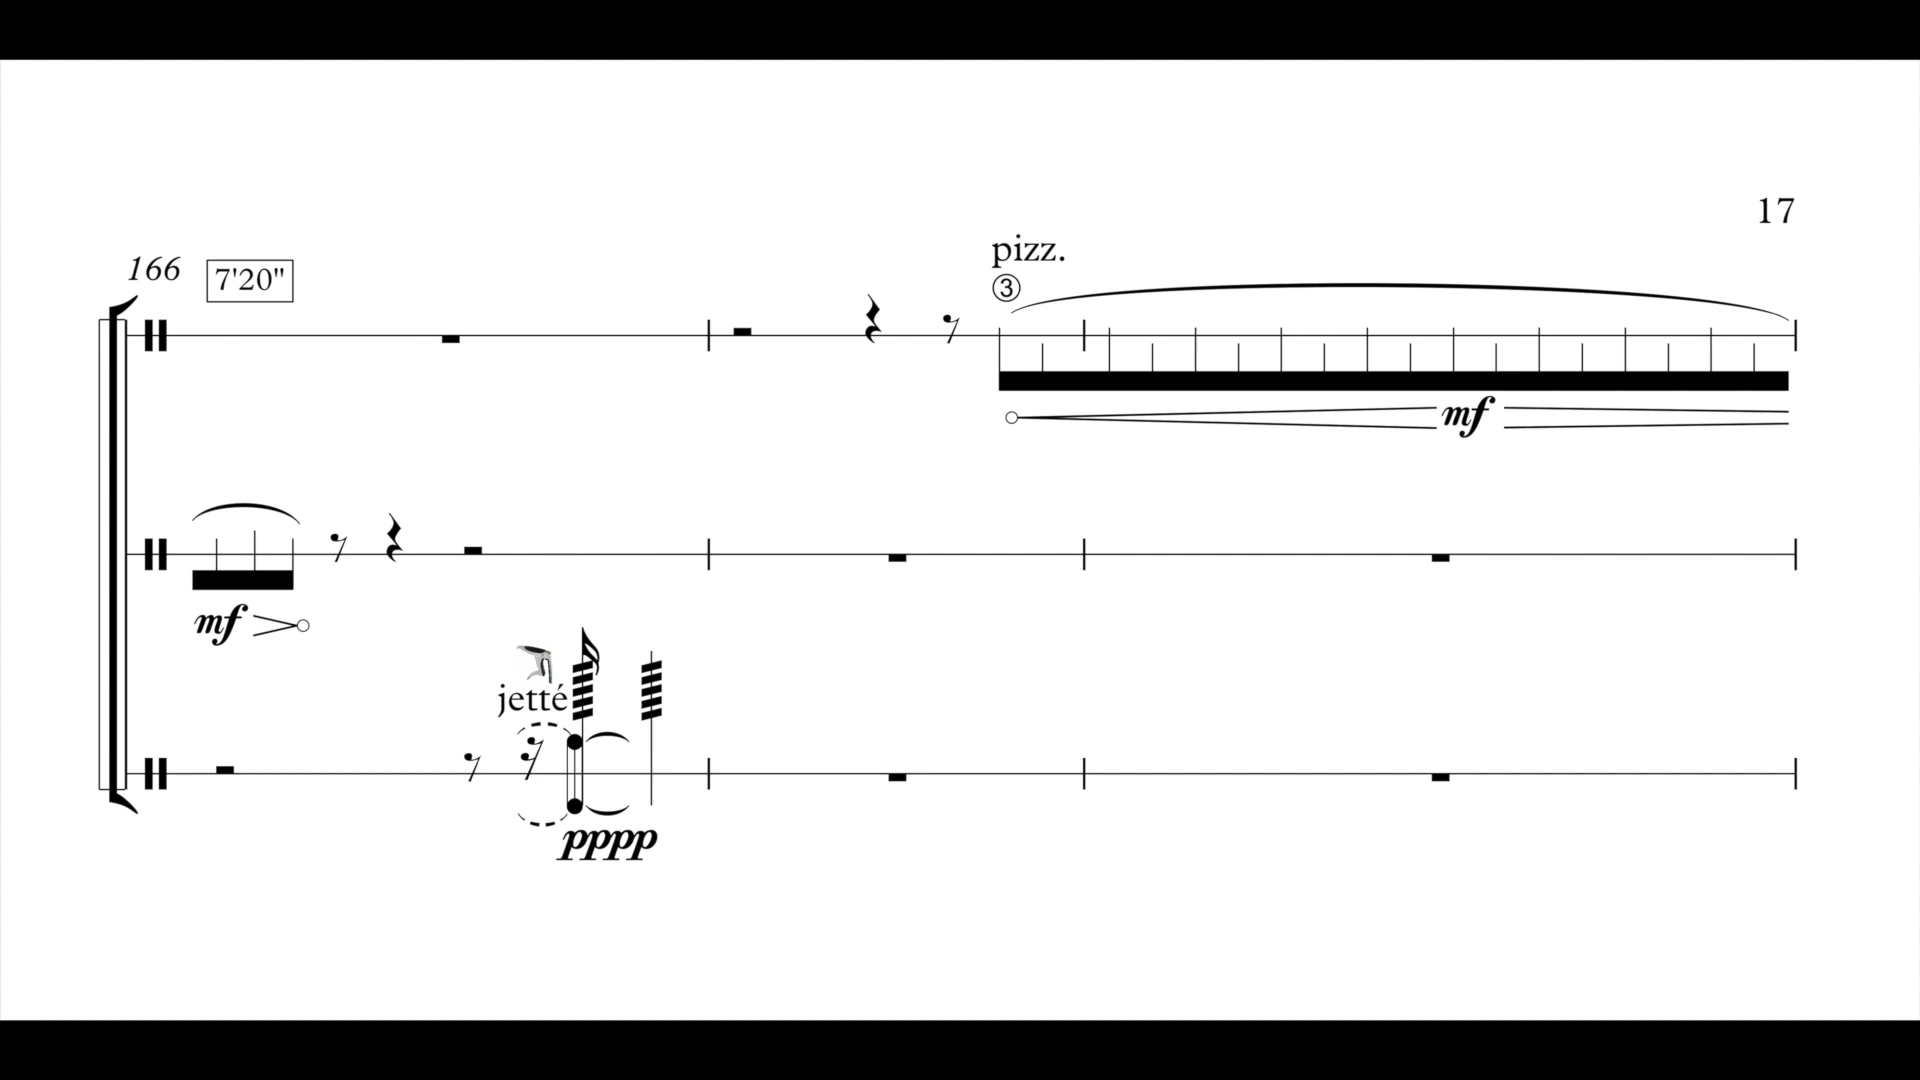 17
pizz.
166 7'20"
③
mf
mf
jetté
pppp